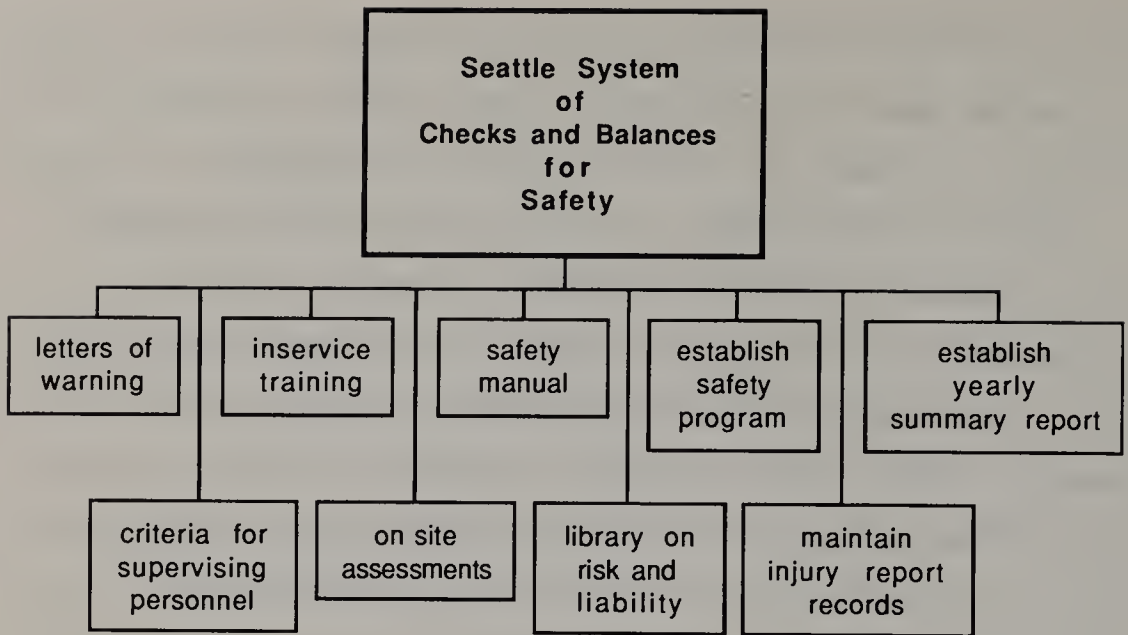 Seattle System
of
Checks and Balances
for
Safety
letters of
warning
inservice
training
safety
manual
establish
safety
program
establish
yearly
summary report
criteria for
supervising
personnel
on site
assessments
library on
risk and
liability
maintain
injury report
records